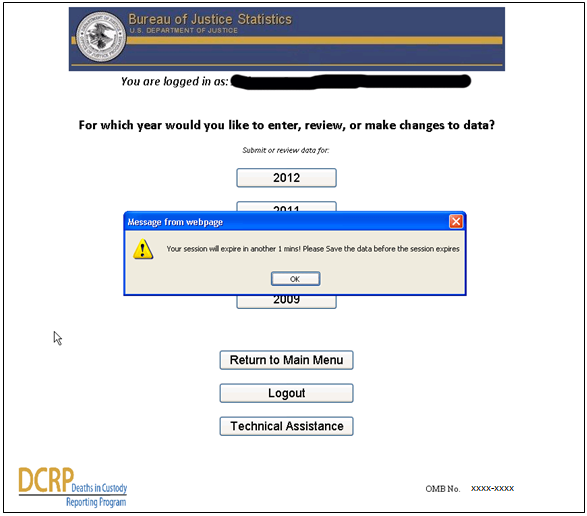 Bureau of Justice Statistics
U.S. DEPARTMENT OF JUSTICE
You are logged in as:
For which year would you like to enter, review, or make changes to data?
Submit or review data for:
2012
2011
Message from webpage
Your session will expire in another 1 mins! Please Save the data before the session expires
OK
2009
Return to Main Menu
Logout
Technical Assistance
DCRP Deaths in Custody
Reporting Program
OMB No. xxxx-xxxx